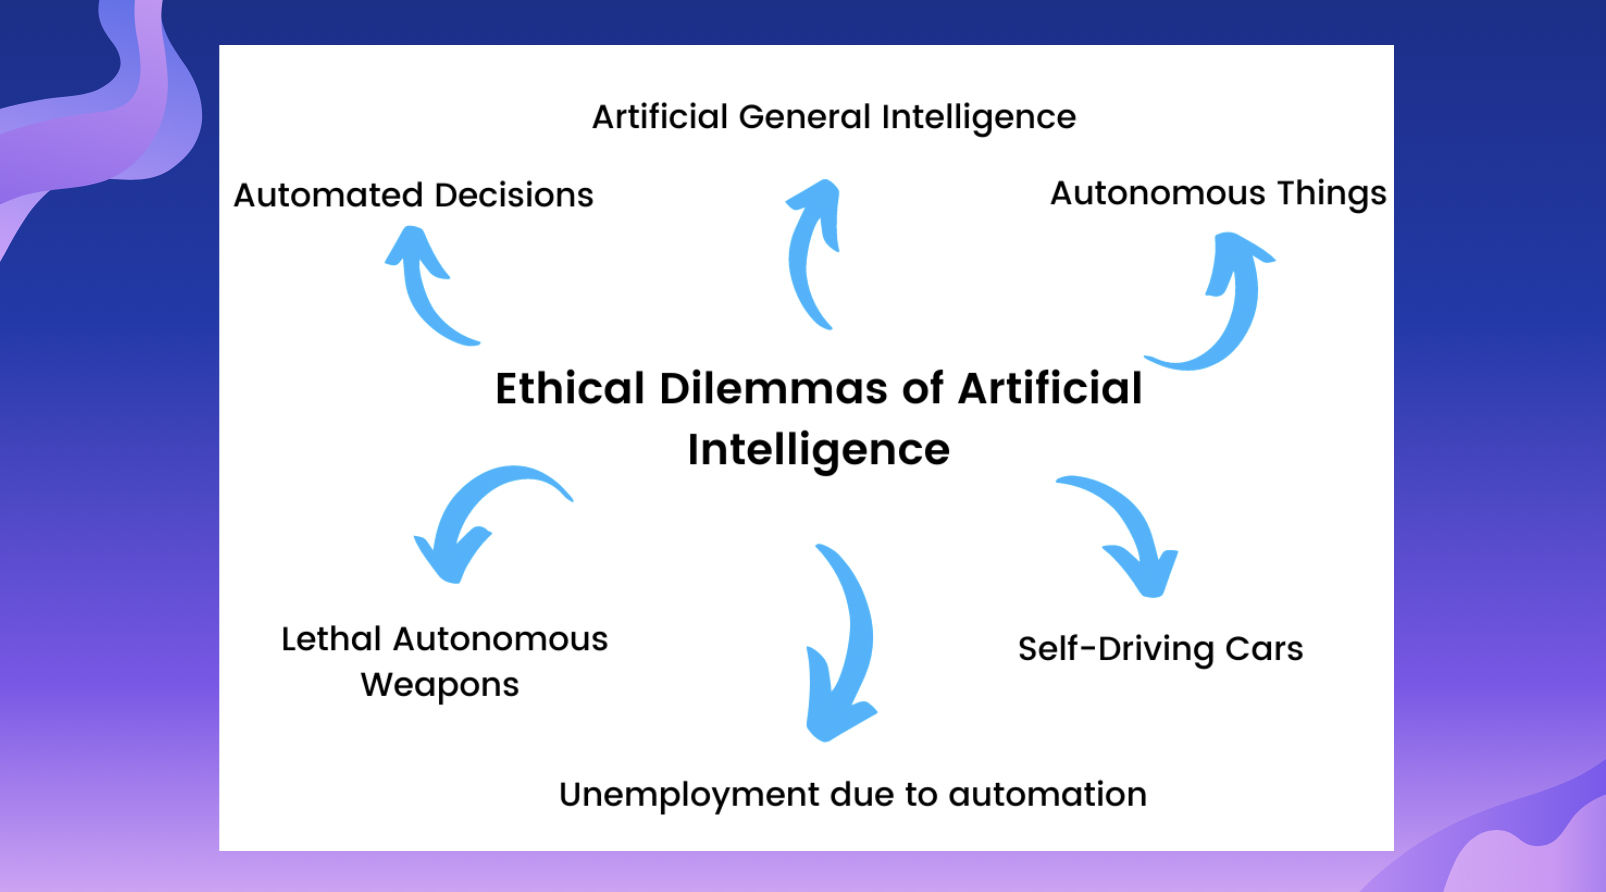 Artificial General Intelligence
Automated Decisions
Autonomous Things
Ethical Dilemmas of Artificial
Intelligence
Lethal Autonomous
Weapons
Self-Driving Cars
Unemployment due to automation